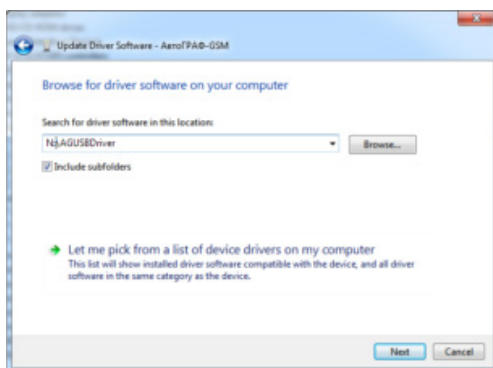 Update Driver Software - АвтоГРАФ-GSM
Browse for driver software on your computer
Search for driver software in this location:
N:\AGUSBDriver
Browse...
Include subfolders
Let me pick from a list of device drivers on my computer
This list will show installed driver software compatible with the device, and all driver
software in the same category as the device.
Next
Cancel